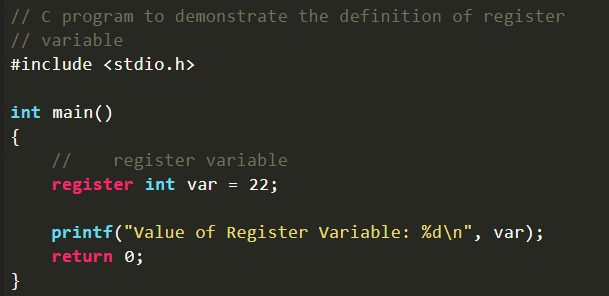 // C program to demonstrate the definition of register
// variable
#include <stdio.h>
int main()
{
//    register variable
register int var = 22;
printf("Value of Register Variable: %d\n", var);
return 0;
}